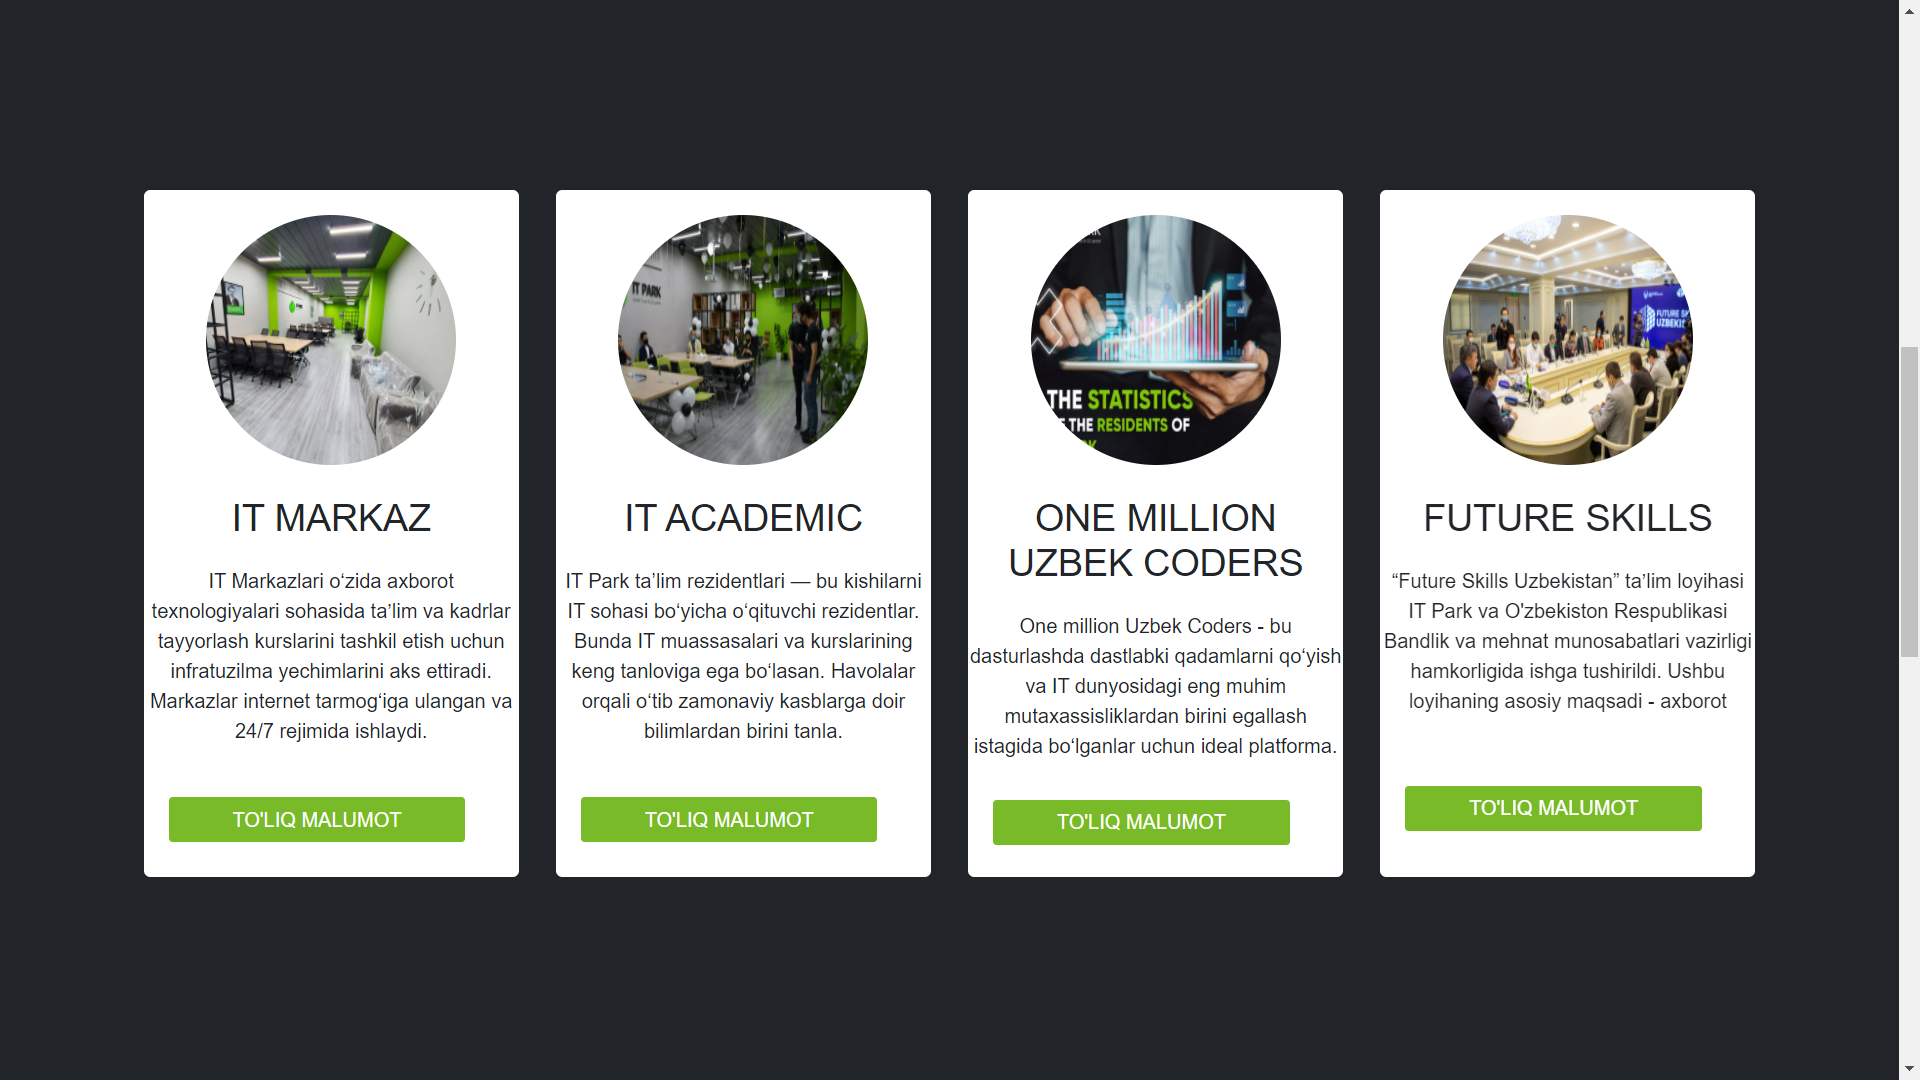 IT PARK
THE STATISTICS
THE RESIDENTS OF
FUTURE
IT MARKAZ
IT Markazlari o‘zida axborot
texnologiyalari sohasida ta’lim va kadrlar
tayyorlash kurslarini tashkil etish uchun
infratuzilma yechimlarini aks ettiradi.
Markazlar internet tarmog‘iga ulangan va
24/7 rejimida ishlaydi.
TO'LIQ MALUMOT
IT ACADEMIC
IT Park ta’lim rezidentlari — bu kishilarni
IT sohasi bo‘yicha o‘qituvchi rezidentlar.
Bunda IT muassasalari va kurslarining
keng tanloviga ega bo‘lasan. Havolalar
orqali o‘tib zamonaviy kasblarga doir
bilimlardan birini tanla.
TO'LIQ MALUMOT
ONE MILLION
UZBEK CODERS
One million Uzbek Coders - bu
dasturlashda dastlabki qadamlarni qo‘yish
va IT dunyosidagi eng muhim
mutaxassisliklardan birini egallash
istagida bo‘lganlar uchun ideal platforma.
TO'LIQ MALUMOT
FUTURE SKILLS
“Future Skills Uzbekistan” ta’lim loyihasi
IT Park va O'zbekiston Respublikasi
Bandlik va mehnat munosabatlari vazirligi
hamkorligida ishga tushirildi. Ushbu
loyihaning asosiy maqsadi - axborot
TO'LIQ MALUMOT